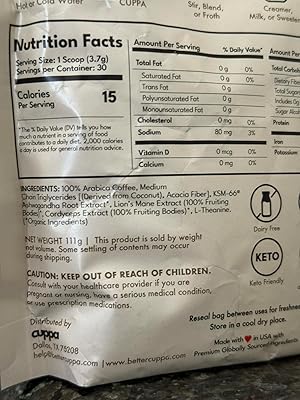 Hot or Cold Water
CUPPA
Stir, Blend,
or Froth
Creamer,
Milk, or Sweete
Nutrition Facts
Serving Size: 1 Scoop (3.7g)
Servings per Container: 30
Calories
Per Serving
15
*The % Daily Value (DV) tells you how
much a nutrient in a serving of food
contributes to a daily diet. 2,000 calories
a day is used for general nutrition advice.
Amount Per Serving % Daily Value*
Total Fat
Saturated Fat 0 g 0%
Trans Fat 0 g
Polyunsaturated Fat 0 g
Monounsaturated Fat 0 g
Cholesterol 0 mg 0%
Sodium 80 mg 3%
Vitamin D 0 mcg 0%
Calcium 0 mg 0%
Amount Per
Total Carbohy
Dietary Fiber
Total Sugar
Includes 0g
Sugar Alcoh
Protein
Iron
Potassium
INGREDIENTS: 100% Arabica Coffee, Medium
Chain Triglycerides [(Derived from Coconut), Acacia Fiber], KSM-66®
Ashwagandha Root Extract*, Lion's Mane Extract (100% Fruiting
Bodies)*, Cordyceps Extract (100% Fruiting Bodies)*, L-Theanine.
(*Organic Ingredients)
NET WEIGHT 111g | This product is sold by weight
not volume. Some settling of contents may occur
during shipping.
CAUTION: KEEP OUT OF REACH OF CHILDREN.
Consult with your healthcare provider if you are
pregnant or nursing, have a serious medical condition,
or use prescription medications.
Dairy Free
KETO
Keto Friendly
Distributed by
cuppa
Dallas, TX 75208
help@bettercuppa.com | www.bettercuppa.com
Reseal bag between uses for freshne
Store in a cool dry place.
Made with ♥ in USA with
Premium Globally Sourced Ingredients